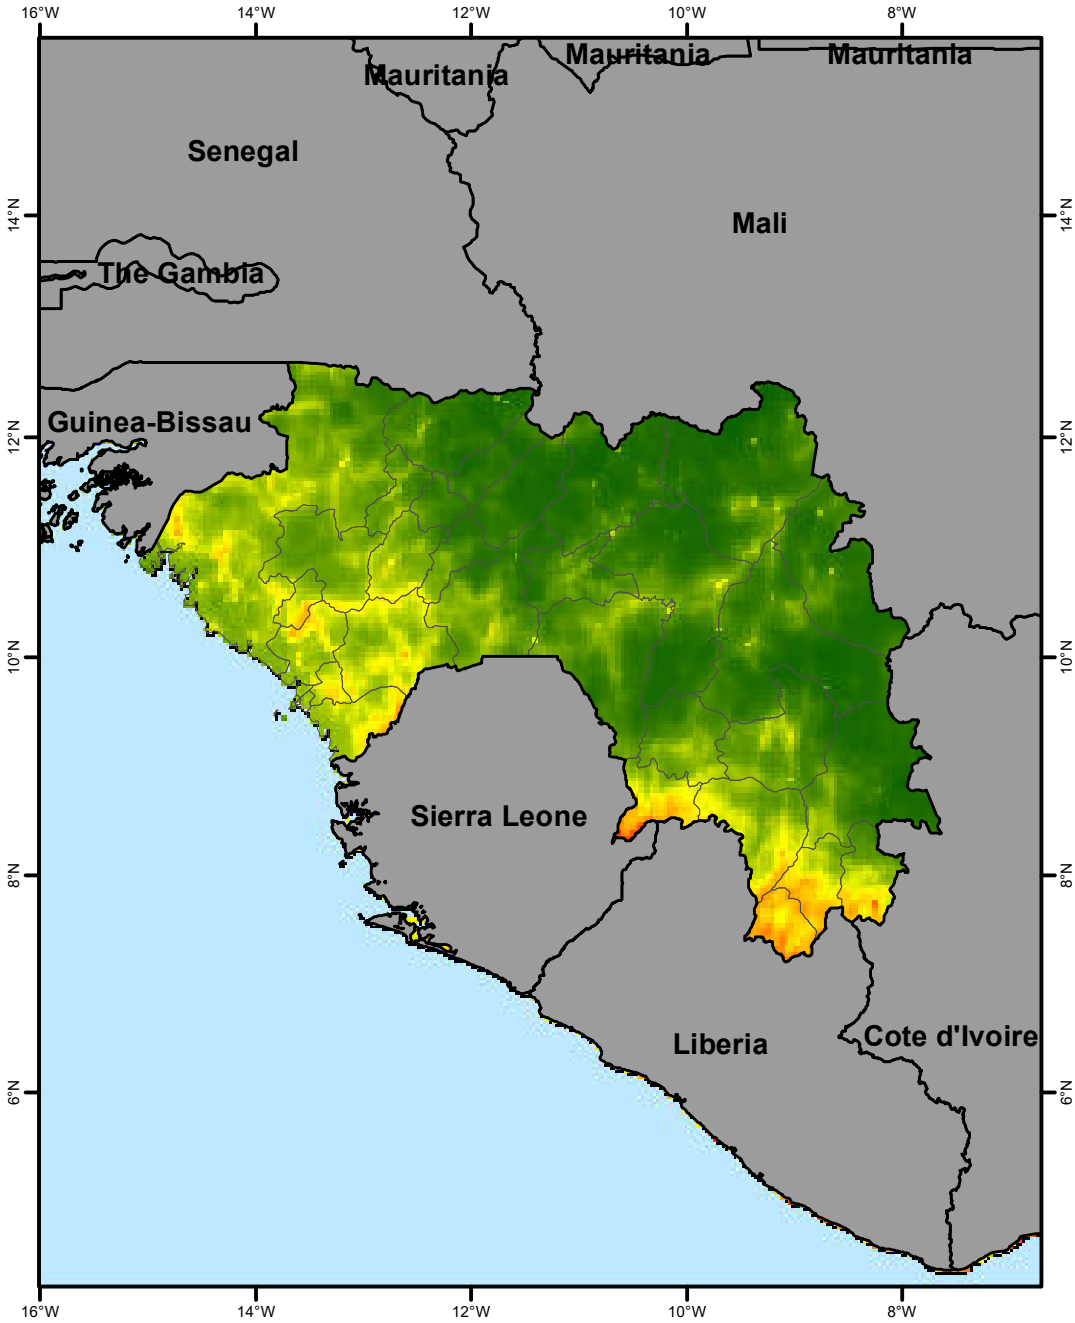 16°W 14°W 12°W 10°W 8°W
Mauritania Mauritania
Mauritania
Senegal
14°N 14°N
Mali
The Gambia
Guinea-Bissau
12°N 12°N
10°N 10°N
Sierra Leone
8°N 8°N
Cote d'Ivoire
Liberia
6°N 6°N
16°W 14°W 12°W 10°W 8°W